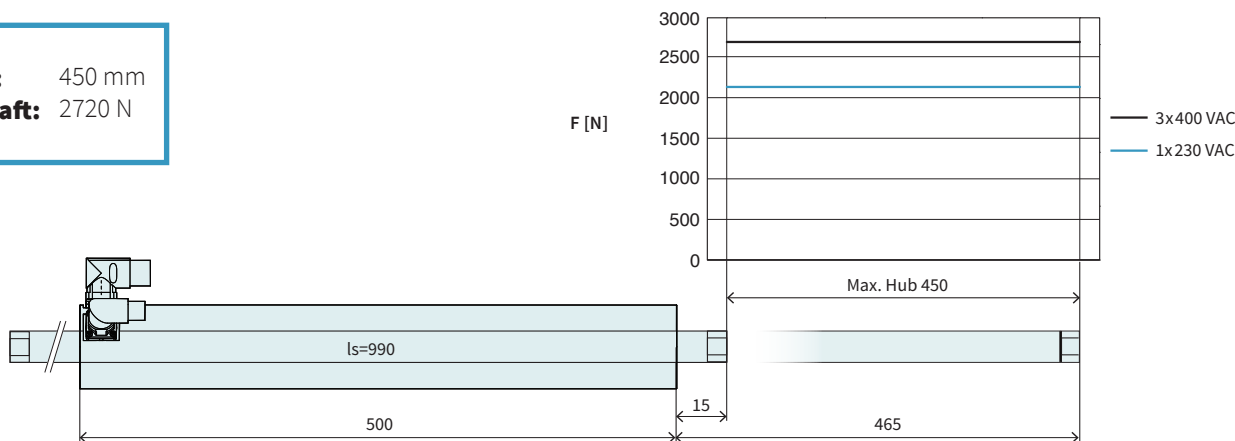 : 450 mm
aft: 2720 N
F [N]
3000
2500
2000
1500
1000
500
0
3x400 VAC
1x230 VAC
Max. Hub 450
ls=990
15
500
465